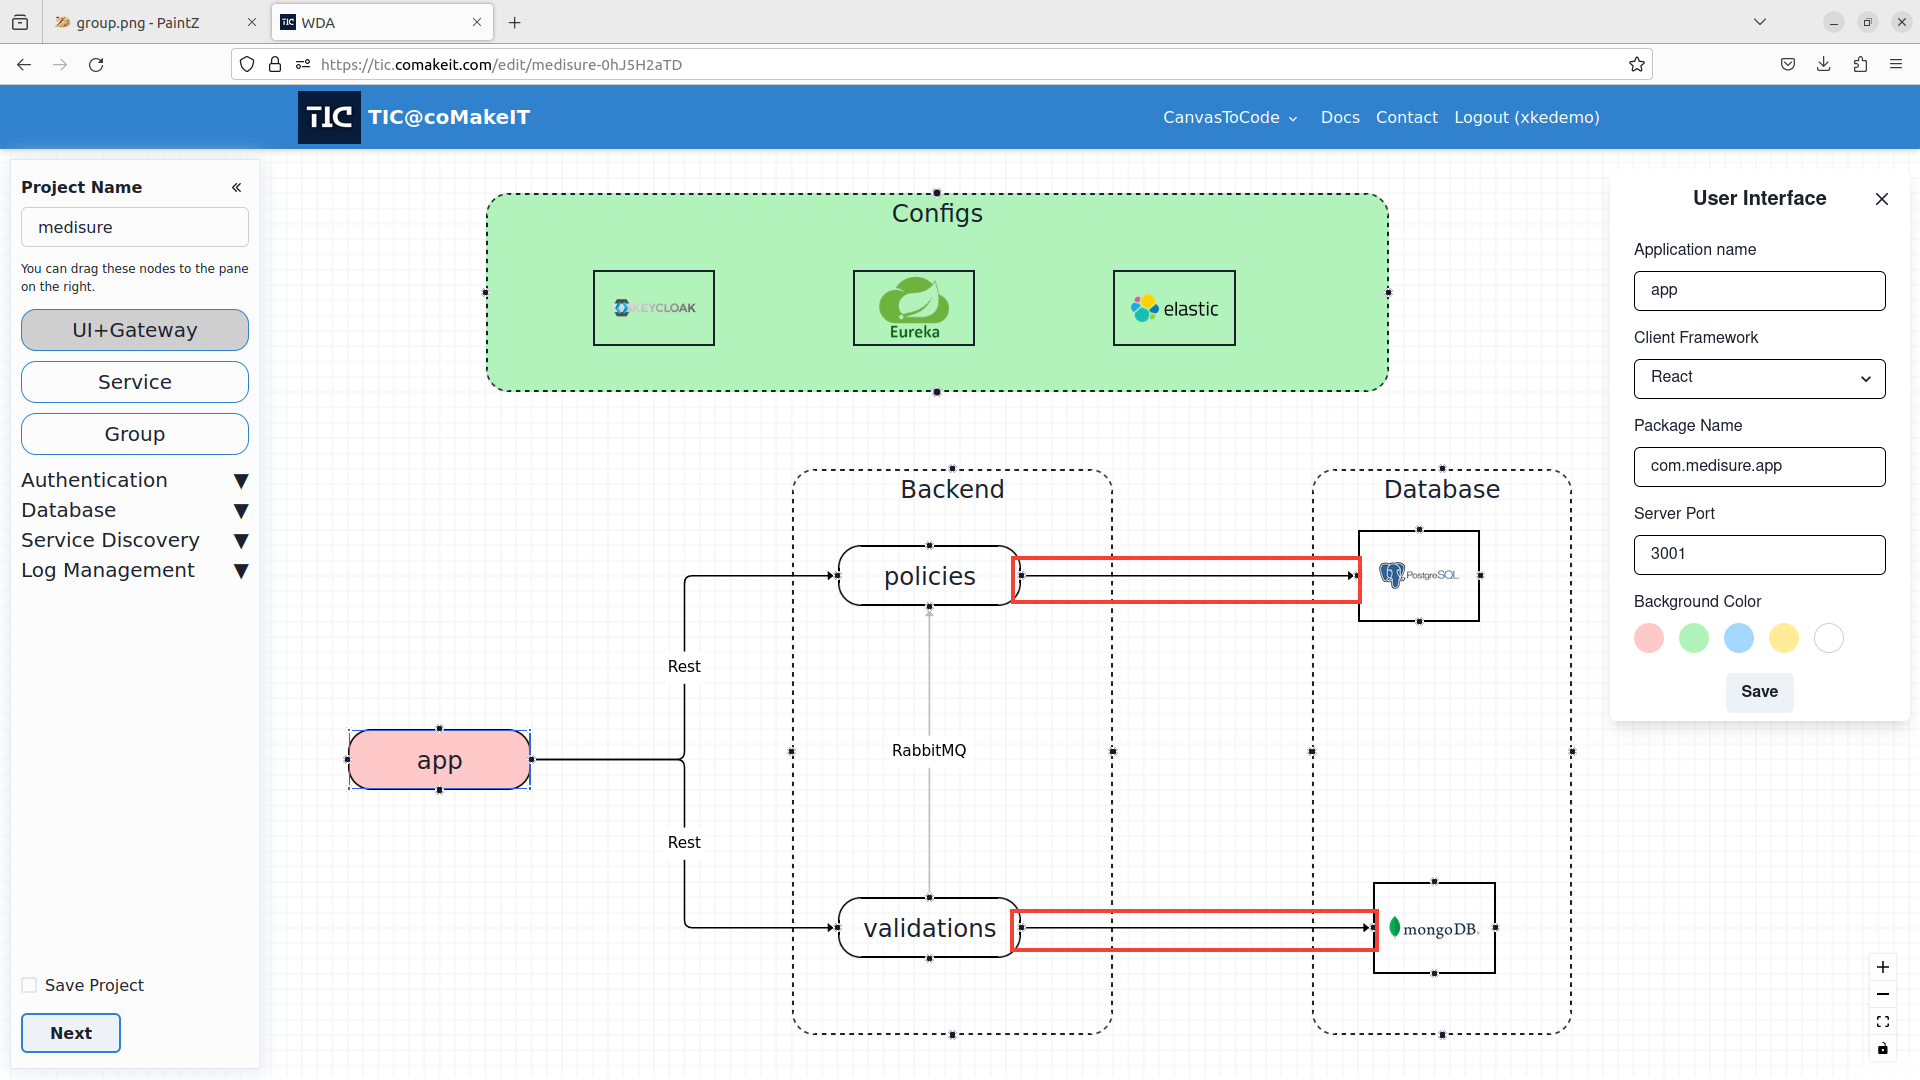 group.png - PaintZ
TIC WDA
https://tic.comakeit.com/edit/medisure-0hJ5H2aTD
TIC TIC@coMakeIT
CanvasToCode Docs Contact Logout (xkedemo)
Project Name
medisure
You can drag these nodes to the pane
on the right.
UI+Gateway
Service
Group
Authentication
Database
Service Discovery
Log Management
Save Project
Next
Configs
KEYCLOAK
Eureka
elastic
Backend
Database
policies
PostgreSQL
Rest
RabbitMQ
app
Rest
validations
mongoDB.
User Interface
Application name
app
Client Framework
React
Package Name
com.medisure.app
Server Port
3001
Background Color
Save